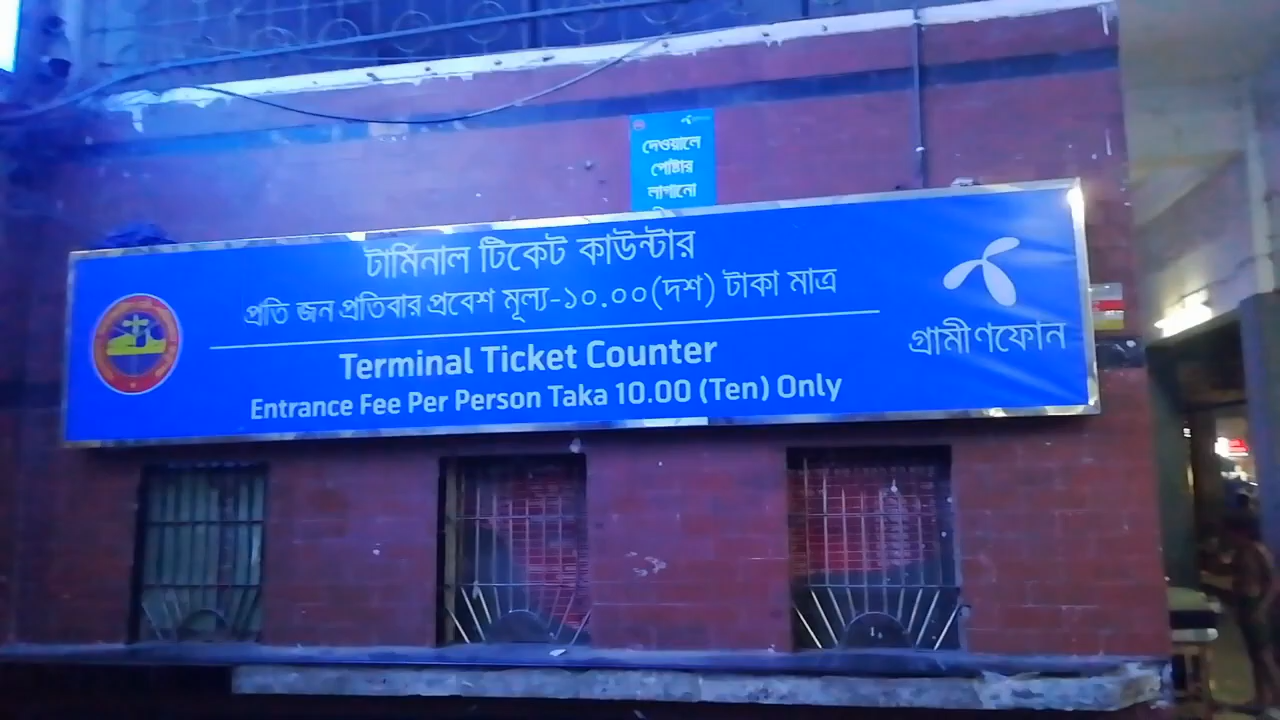 দেওয়ালে
পোষ্টার
লাগানো
টার্মিনাল টিকেট কাউন্টার
প্রতি জন প্রতিবার প্রবেশ মূল্য-১০.০০(দশ) টাকা মাত্র
Terminal Ticket Counter
Entrance Fee Per Person Taka 10.00 (Ten) Only
গ্রামীণফোন